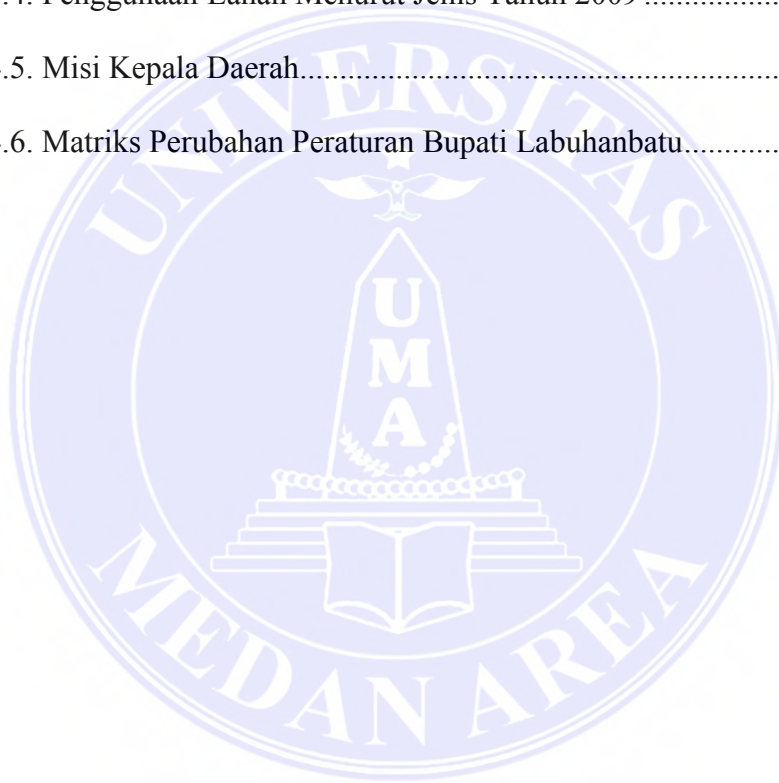 .4. Penggunaan Lahan Menurut Jenis Tahun 2009....................
.5. Misi Kepala Daerah............................................................
.6. Matriks Perubahan Peraturan Bupati Labuhanbatu............
UNIVERSITAS
UMA
MEDAN AREA